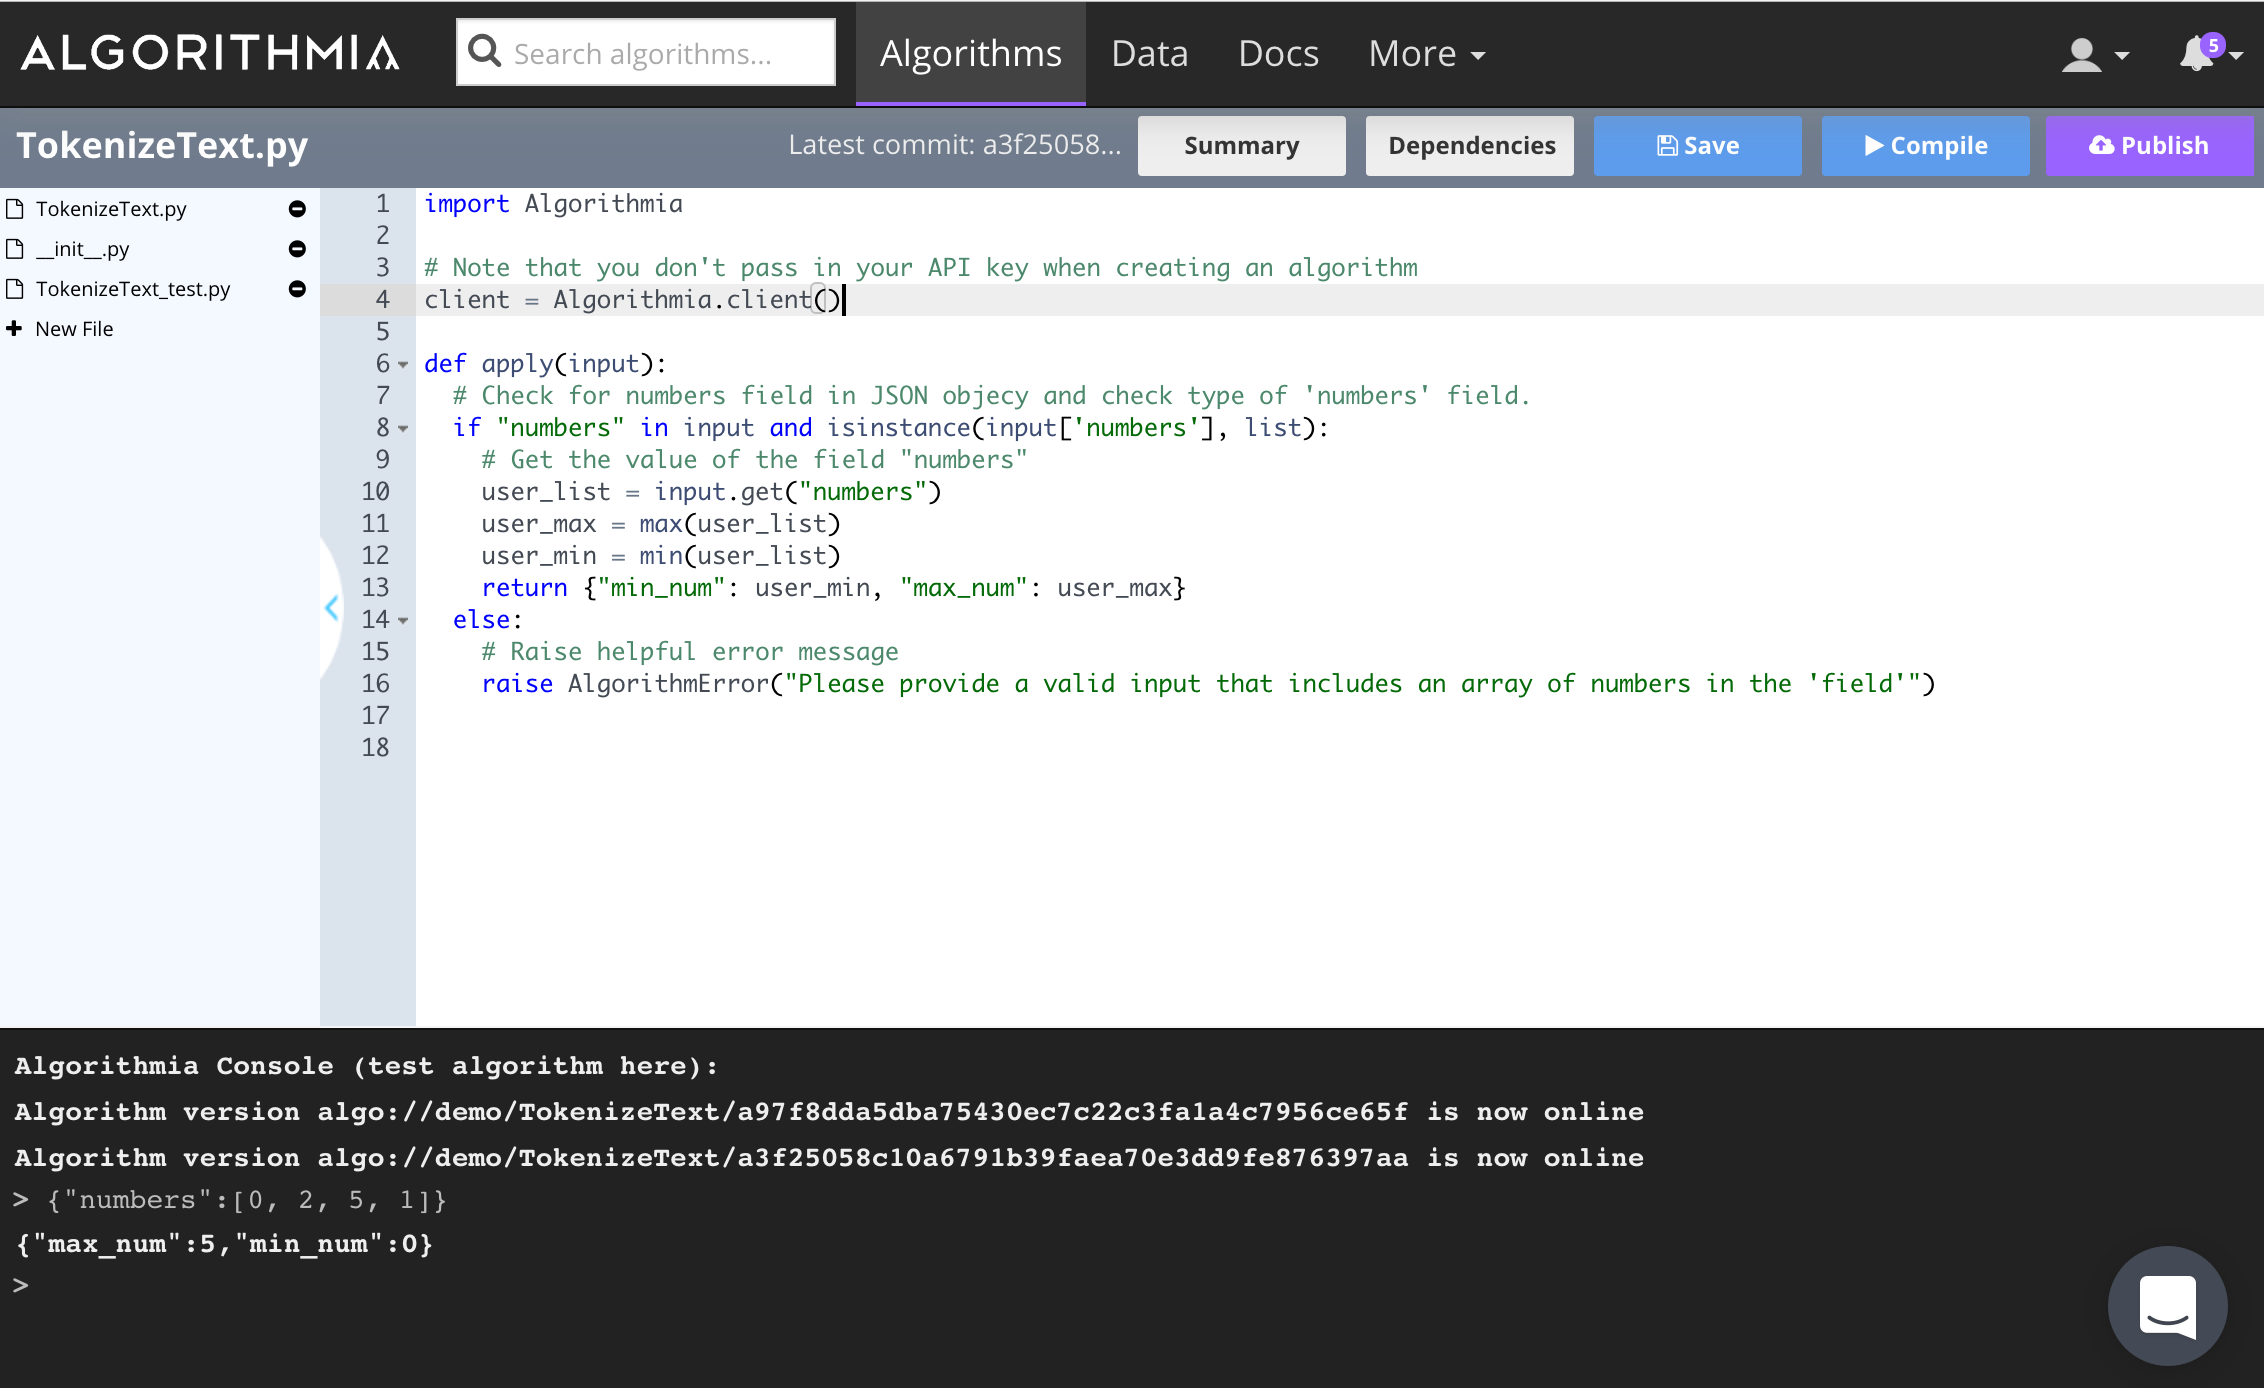 ALGORITHMIA Search algorithms... Algorithms Data Docs More 5
TokenizeText.py Latest commit: a3f25058... Summary Dependencies Save Compile Publish
TokenizeText.py
__init__.py
TokenizeText_test.py
New File
1 import Algorithmia
2
3 # Note that you don't pass in your API key when creating an algorithm
4 client = Algorithmia.client()
5
6 def apply(input):
7   # Check for numbers field in JSON objecy and check type of 'numbers' field.
8   if "numbers" in input and isinstance(input['numbers'], list):
9     # Get the value of the field "numbers"
10     user_list = input.get("numbers")
11     user_max = max(user_list)
12     user_min = min(user_list)
13     return {"min_num": user_min, "max_num": user_max}
14   else:
15     # Raise helpful error message
16     raise AlgorithmError("Please provide a valid input that includes an array of numbers in the 'field'")
17
18
Algorithmia Console (test algorithm here):
Algorithm version algo://demo/TokenizeText/a97f8dda5dba75430ec7c22c3fa1a4c7956ce65f is now online
Algorithm version algo://demo/TokenizeText/a3f25058c10a6791b39faea70e3dd9fe876397aa is now online
> {"numbers":[0, 2, 5, 1]}
{"max_num":5,"min_num":0}
>